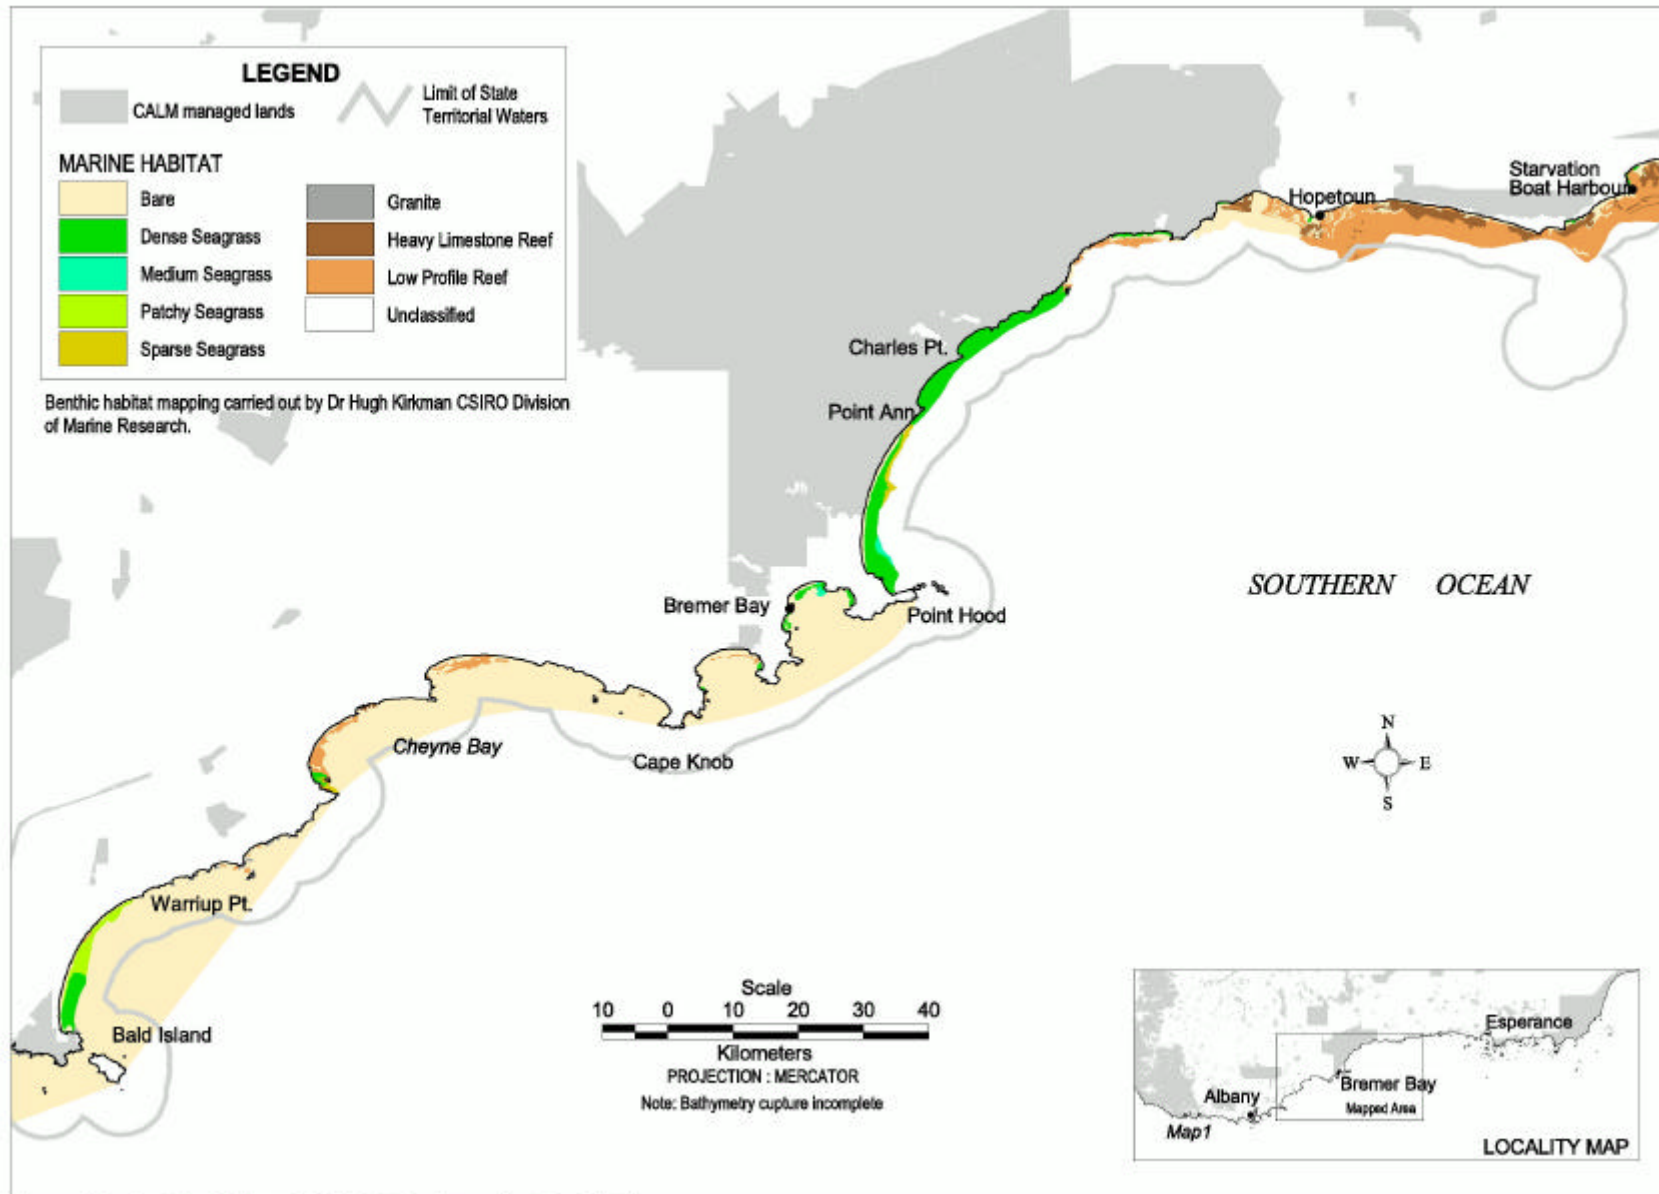 LEGEND
CALM managed lands
Limit of State
Territorial Waters
MARINE HABITAT
Bare
Dense Seagrass
Medium Seagrass
Patchy Seagrass
Sparse Seagrass
Granite
Heavy Limestone Reef
Low Profile Reef
Unclassified
Benthic habitat mapping carried out by Dr Hugh Kirkman CSIRO Division
of Marine Research.
Starvation
Boat Harbour
Hopetoun
Charles Pt.
Point Ann
Bremer Bay
Point Hood
SOUTHERN OCEAN
Cheyne Bay
Cape Knob
N
W E
S
Warriup Pt.
Bald Island
Scale
10 0 10 20 30 40
Kilometers
PROJECTION : MERCATOR
Note: Bathymetry cupture incomplete
Esperance
Bremer Bay
Albany
Mapped Area
Map1
LOCALITY MAP